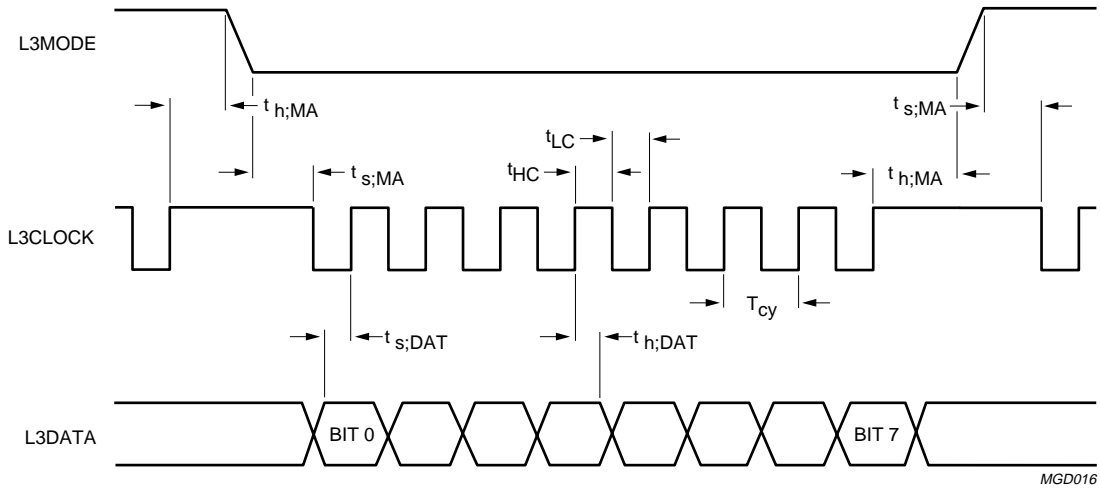 L3MODE
t h;MA
t s;MA
tLC
tHC
t s;MA
t h;MA
L3CLOCK
Tcy
t s;DAT
t h;DAT
L3DATA
BIT 0
BIT 7
MGD016